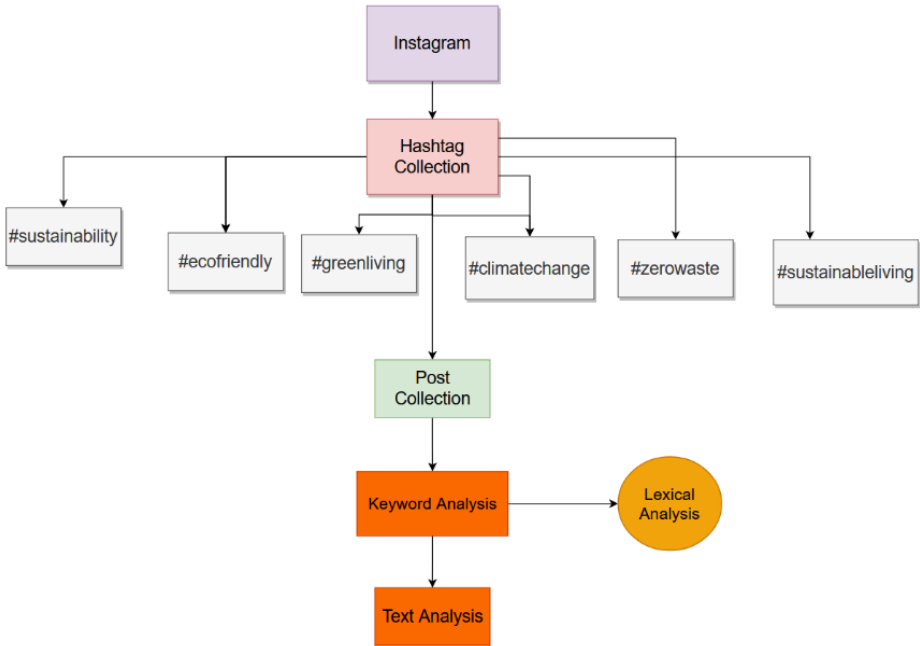 Instagram
Hashtag
Collection
#sustainability
#ecofriendly
#greenliving
#climatechange
#zerowaste
#sustainableliving
Post
Collection
Keyword Analysis
Lexical
Analysis
Text Analysis